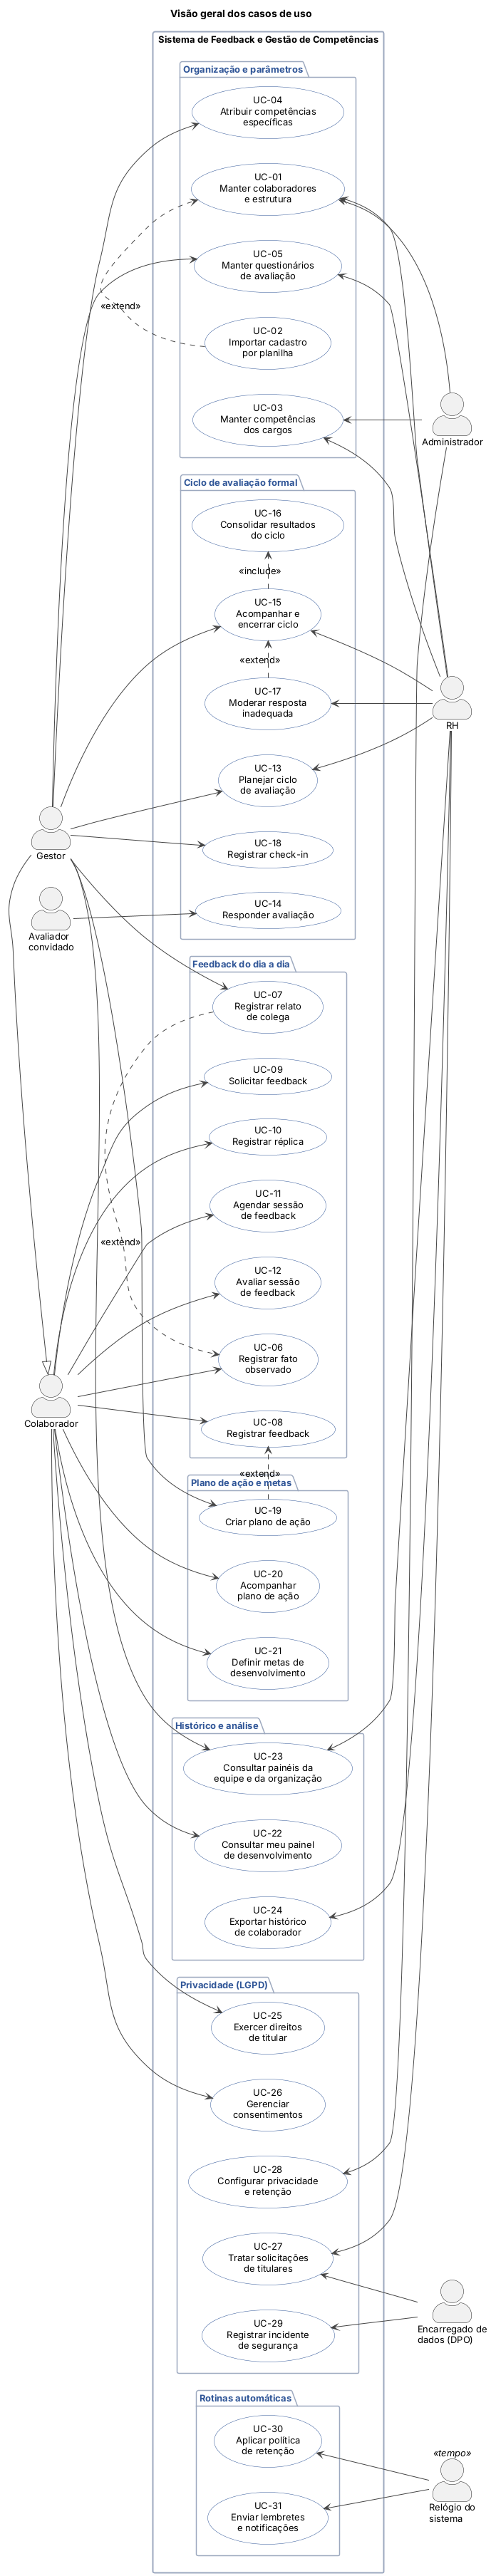 Visão geral dos casos de uso
Sistema de Feedback e Gestão de Competências
Organização e parâmetros
UC-04
Atribuir competências
específicas
UC-01
Manter colaboradores
e estrutura
UC-05
Manter questionários
de avaliação
«extend»
UC-02
Importar cadastro
por planilha
UC-03
Manter competências
dos cargos
Administrador
Ciclo de avaliação formal
UC-16
Consolidar resultados
do ciclo
«include»
UC-15
Acompanhar e
encerrar ciclo
«extend»
UC-17
Moderar resposta
inadequada
RH
UC-13
Planejar ciclo
de avaliação
UC-18
Registrar check-in
Gestor
UC-14
Responder avaliação
Avaliador
convidado
Feedback do dia a dia
UC-07
Registrar relato
de colega
UC-09
Solicitar feedback
UC-10
Registrar réplica
UC-11
Agendar sessão
de feedback
«extend»
UC-12
Avaliar sessão
de feedback
UC-06
Registrar fato
observado
Colaborador
UC-08
Registrar feedback
«extend»
Plano de ação e metas
UC-19
Criar plano de ação
UC-20
Acompanhar
plano de ação
UC-21
Definir metas de
desenvolvimento
Histórico e análise
UC-23
Consultar painéis da
equipe e da organização
UC-22
Consultar meu painel
de desenvolvimento
UC-24
Exportar histórico
de colaborador
Privacidade (LGPD)
UC-25
Exercer direitos
de titular
UC-26
Gerenciar
consentimentos
UC-28
Configurar privacidade
e retenção
UC-27
Tratar solicitações
de titulares
UC-29
Registrar incidente
de segurança
Encarregado de
dados (DPO)
Rotinas automáticas
UC-30
Aplicar política
de retenção
«tempo»
Relógio do
sistema
UC-31
Enviar lembretes
e notificações